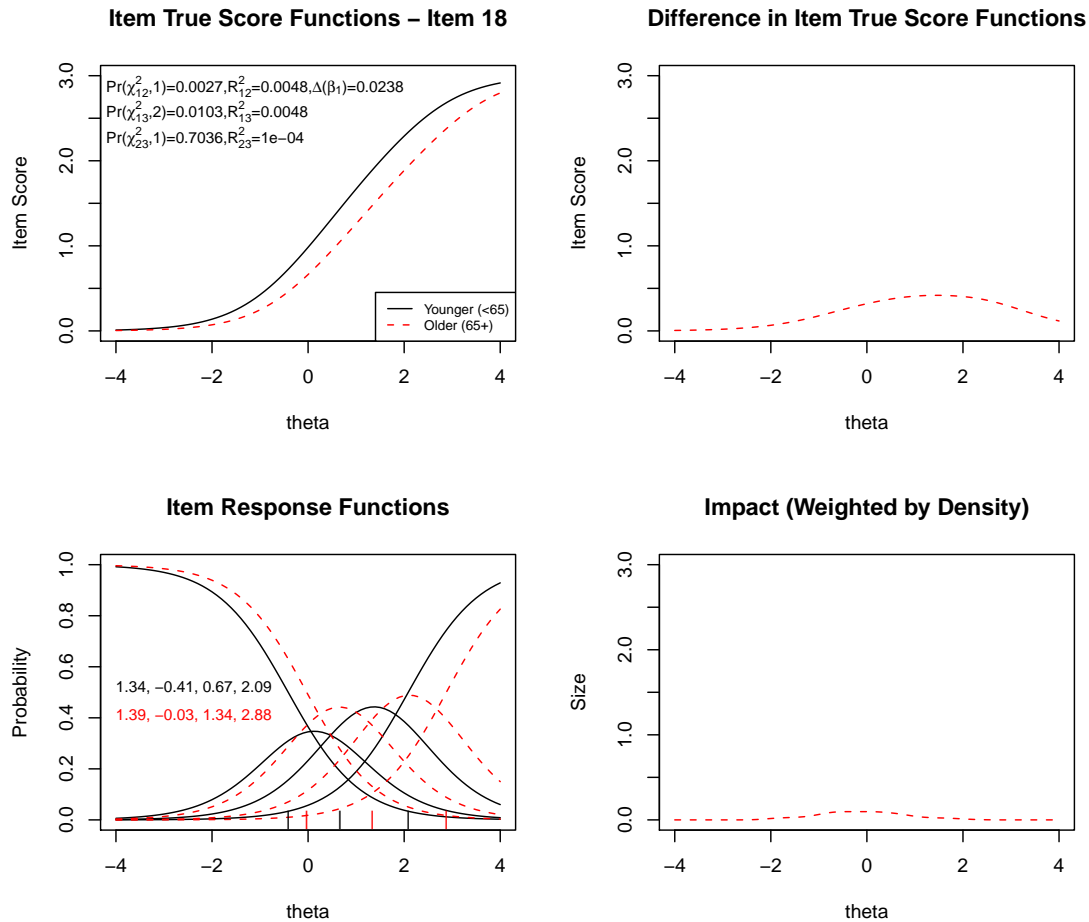 Item True Score Functions − Item 18
Pr(χ²₁₂,1)=0.0027,R²₁₂=0.0048,Δ(β₁)=0.0238
Pr(χ²₁₃,2)=0.0103,R²₁₃=0.0048
Pr(χ²₂₃,1)=0.7036,R²₂₃=1e−04
Item Score
0.0 1.0 2.0 3.0
Younger (<65)
Older (65+)
−4 −2 0 2 4
theta
Difference in Item True Score Functions
Item Score
0.0 1.0 2.0 3.0
−4 −2 0 2 4
theta
Item Response Functions
Probability
0.0 0.2 0.4 0.6 0.8 1.0
1.34, −0.41, 0.67, 2.09
1.39, −0.03, 1.34, 2.88
−4 −2 0 2 4
theta
Impact (Weighted by Density)
Size
0.0 1.0 2.0 3.0
−4 −2 0 2 4
theta